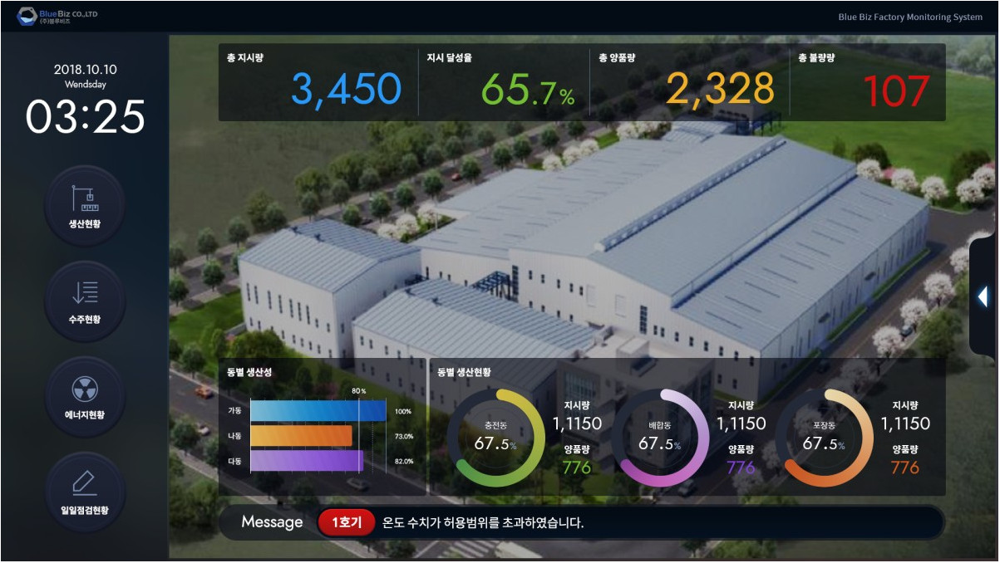 Blue Biz CO.,LTD
(주)블루비즈
Blue Biz Factory Monitoring System
2018.10.10
Wendsday
03:25
생산현황
수주현황
에너지현황
일일점검현황
총 지시량
3,450
지시 달성율
65.7%
총 양품량
2,328
총 불량량
107
동별 생산성
80%
가동
100%
나동
73.0%
다동
82.0%
동별 생산현황
충전동
67.5%
지시량
1,1150
양품량
776
배합동
67.5%
지시량
1,1150
양품량
776
포장동
67.5%
지시량
1,1150
양품량
776
Message
1호기
온도 수치가 허용범위를 초과하였습니다.